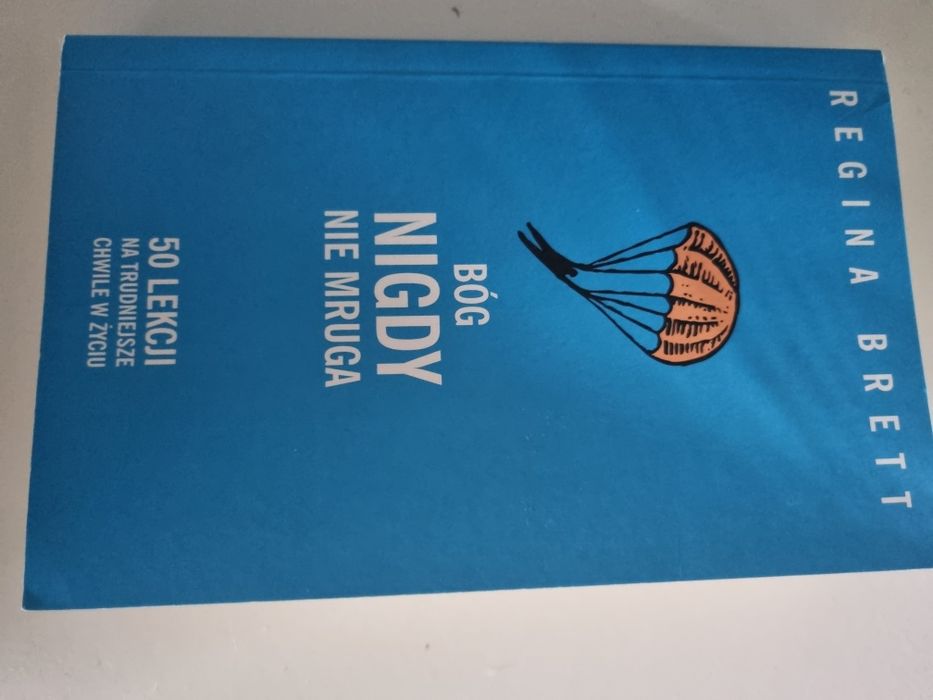 REGINA BRETT
BÓG
NIGDY
NIE MRUGA
50 LEKCJI
NA TRUDNIEJSZE
CHWILE W ŻYCIU